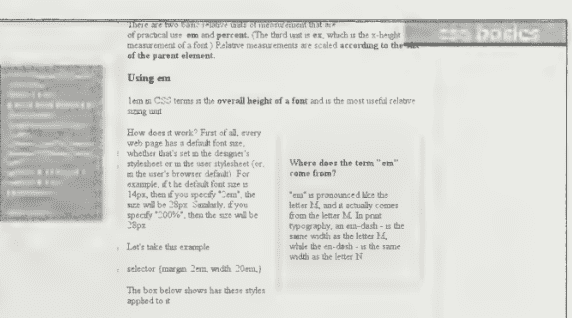 css basics
There are two basic relative units of measurement that are
of practical use em and percent. (The third unit is ex, which is the x-height
measurement of a font.) Relative measurements are scaled according to the size
of the parent element.
Using em
1em in CSS terms is the overall height of a font and is the most useful relative
sizing unit
How does it work? First of all, every
web page has a default font size,
whether that's set in the designer's
stylesheet or in the user stylesheet (or,
in the user's browser default). For
example, if t he default font size is
14px, then if you specify "2em", the
size will be 28px. Similarly, if you
specify "200%", then the size will be
28px
Let's take this example
selector {margin: 2em; width: 20em;}
The box below shows has these styles
applied to it
Where does the term "em"
come from?
"em" is pronounced like the
letter M, and it actually comes
from the letter M. In print
typography, an em-dash - is the
same width as the letter M,
while the en-dash - is the same
width as the letter N